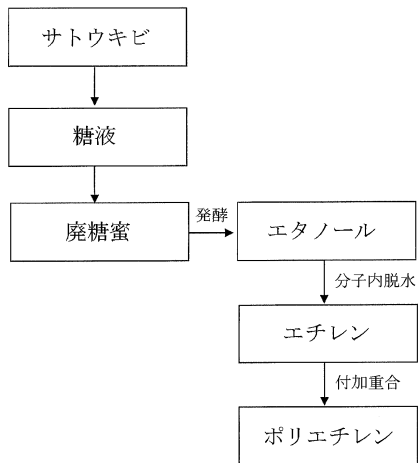 サトウキビ
糖液
廃糖蜜
発酵
エタノール
分子内脱水
エチレン
付加重合
ポリエチレン